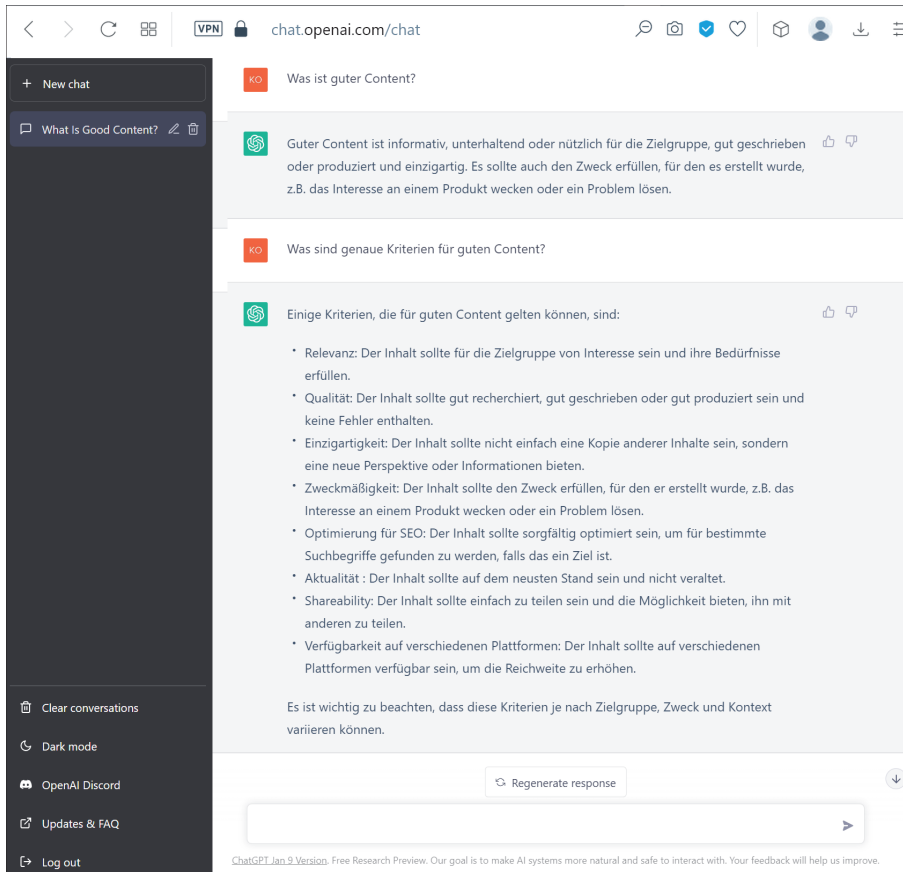 VPN
chat.openai.com/chat
+ New chat
What Is Good Content?
Clear conversations
Dark mode
OpenAI Discord
Updates & FAQ
Log out
KO
Was ist guter Content?
Guter Content ist informativ, unterhaltend oder nützlich für die Zielgruppe, gut geschrieben
oder produziert und einzigartig. Es sollte auch den Zweck erfüllen, für den es erstellt wurde,
z.B. das Interesse an einem Produkt wecken oder ein Problem lösen.
KO
Was sind genaue Kriterien für guten Content?
Einige Kriterien, die für guten Content gelten können, sind:
• Relevanz: Der Inhalt sollte für die Zielgruppe von Interesse sein und ihre Bedürfnisse
erfüllen.
• Qualität: Der Inhalt sollte gut recherchiert, gut geschrieben oder gut produziert sein und
keine Fehler enthalten.
• Einzigartigkeit: Der Inhalt sollte nicht einfach eine Kopie anderer Inhalte sein, sondern
eine neue Perspektive oder Informationen bieten.
• Zweckmäßigkeit: Der Inhalt sollte den Zweck erfüllen, für den er erstellt wurde, z.B. das
Interesse an einem Produkt wecken oder ein Problem lösen.
• Optimierung für SEO: Der Inhalt sollte sorgfältig optimiert sein, um für bestimmte
Suchbegriffe gefunden zu werden, falls das ein Ziel ist.
• Aktualität : Der Inhalt sollte auf dem neusten Stand sein und nicht veraltet.
• Shareability: Der Inhalt sollte einfach zu teilen sein und die Möglichkeit bieten, ihn mit
anderen zu teilen.
• Verfügbarkeit auf verschiedenen Plattformen: Der Inhalt sollte auf verschiedenen
Plattformen verfügbar sein, um die Reichweite zu erhöhen.
Es ist wichtig zu beachten, dass diese Kriterien je nach Zielgruppe, Zweck und Kontext
variieren können.
Regenerate response
ChatGPT Jan 9 Version. Free Research Preview. Our goal is to make AI systems more natural and safe to interact with. Your feedback will help us improve.